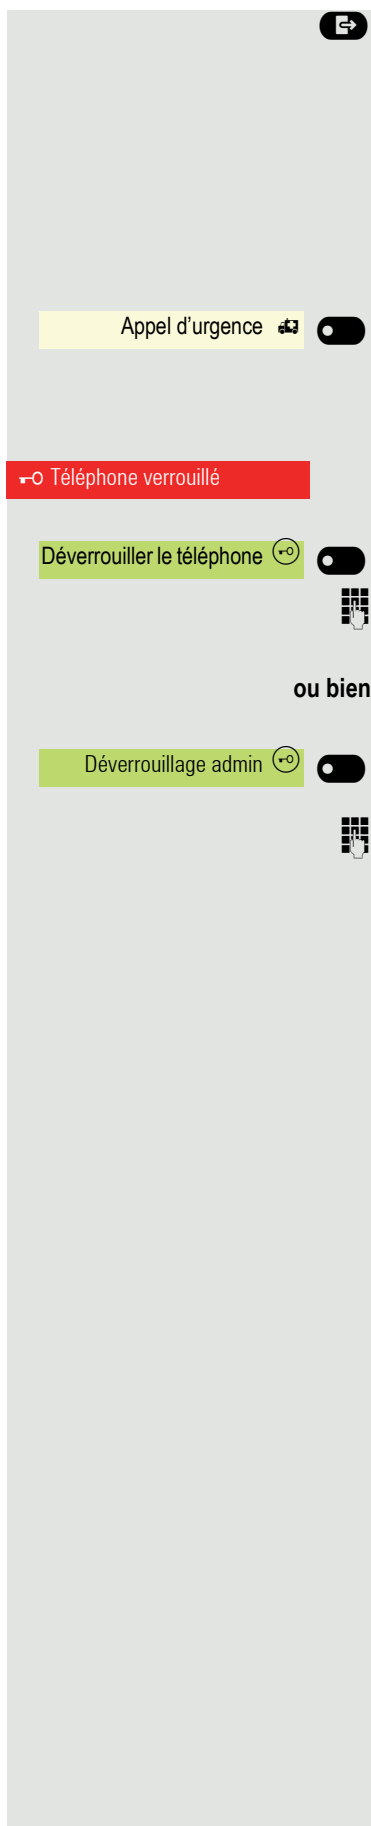 Appel d’urgence
Téléphone verrouillé
Déverrouiller le téléphone
ou bien
Déverrouillage admin